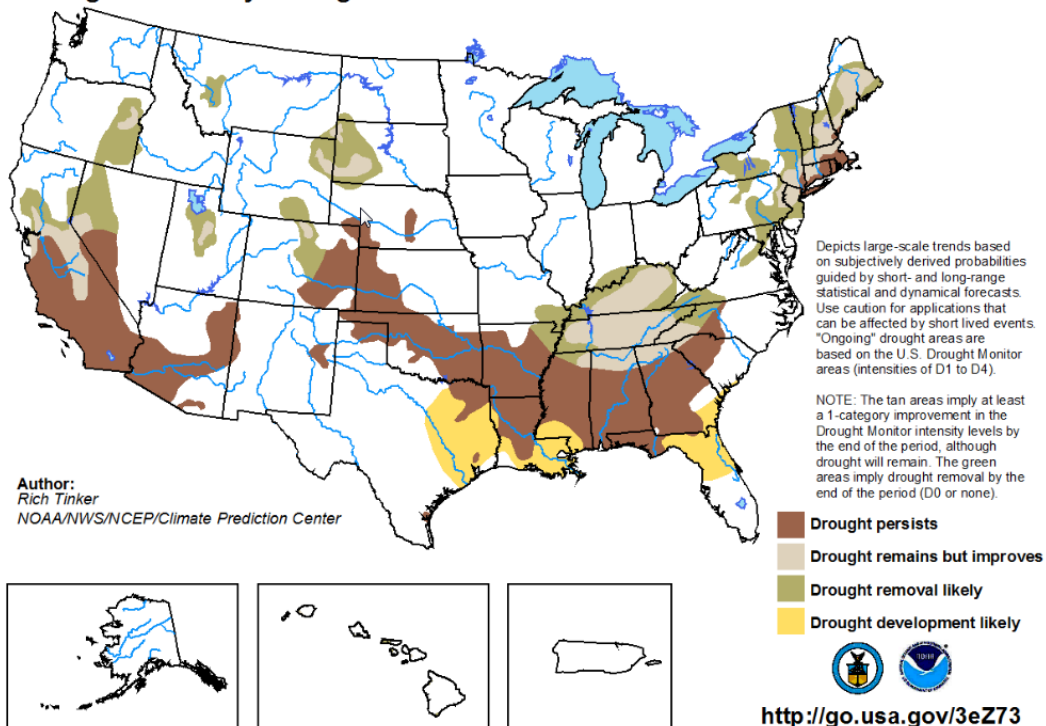 Depicts large-scale trends based
on subjectively derived probabilities
guided by short- and long-range
statistical and dynamical forecasts.
Use caution for applications that
can be affected by short lived events.
"Ongoing" drought areas are
based on the U.S. Drought Monitor
areas (intensities of D1 to D4).
NOTE: The tan areas imply at least
a 1-category improvement in the
Drought Monitor intensity levels by
the end of the period, although
drought will remain. The green
areas imply drought removal by the
end of the period (D0 or none).
Author:
Rich Tinker
NOAA/NWS/NCEP/Climate Prediction Center
Drought persists
Drought remains but improves
Drought removal likely
Drought development likely
http://go.usa.gov/3eZ73